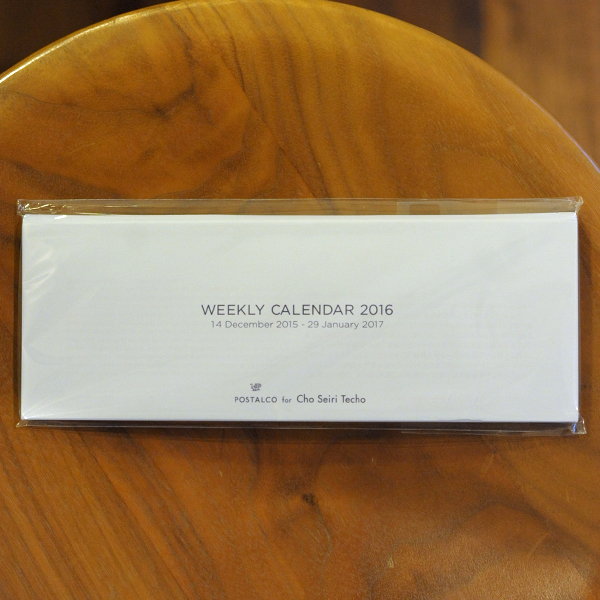 WEEKLY CALENDAR 2016
14 December 2015 - 29 January 2017
POSTALCO for Cho Seiri Techo